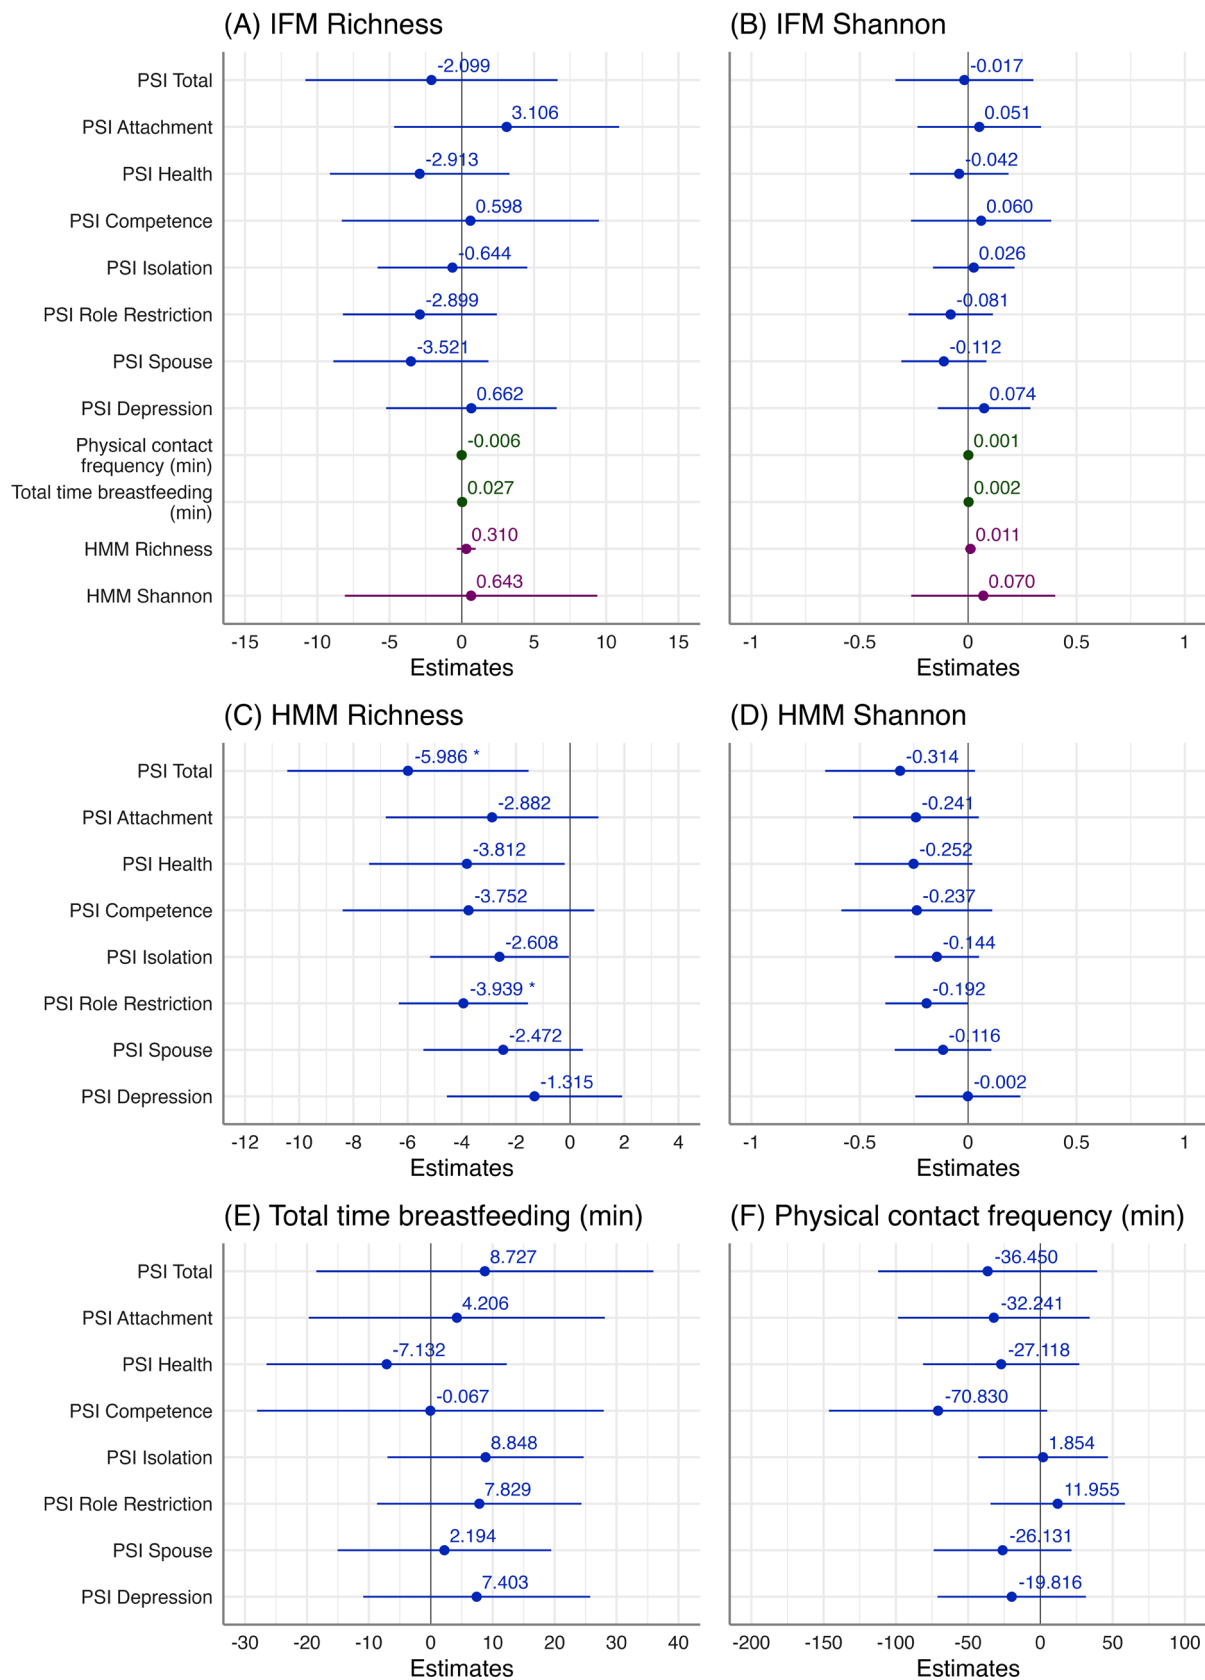 (A) IFM Richness
(B) IFM Shannon
PSI Total
-2.099
-0.017
PSI Attachment
3.106
0.051
PSI Health
-2.913
-0.042
PSI Competence
0.598
0.060
PSI Isolation
-0.644
0.026
PSI Role Restriction
-2.899
-0.081
PSI Spouse
-3.521
-0.112
PSI Depression
0.662
0.074
Physical contact
frequency (min)
-0.006
0.001
Total time breastfeeding
(min)
0.027
0.002
HMM Richness
0.310
0.011
HMM Shannon
0.643
0.070
-15 -10 -5 0 5 10 15
-1 -0.5 0 0.5 1
Estimates
Estimates
(C) HMM Richness
(D) HMM Shannon
PSI Total
-5.986 *
-0.314
PSI Attachment
-2.882
-0.241
PSI Health
-3.812
-0.252
PSI Competence
-3.752
-0.237
PSI Isolation
-2.608
-0.144
PSI Role Restriction
-3.939 *
-0.192
PSI Spouse
-2.472
-0.116
PSI Depression
-1.315
-0.002
-12 -10 -8 -6 -4 -2 0 2 4
-1 -0.5 0 0.5 1
Estimates
Estimates
(E) Total time breastfeeding (min)
(F) Physical contact frequency (min)
PSI Total
8.727
-36.450
PSI Attachment
4.206
-32.241
PSI Health
-7.132
-27.118
PSI Competence
-0.067
-70.830
PSI Isolation
8.848
1.854
PSI Role Restriction
7.829
11.955
PSI Spouse
2.194
-26.131
PSI Depression
7.403
-19.816
-30 -20 -10 0 10 20 30 40
-200 -150 -100 -50 0 50 100
Estimates
Estimates